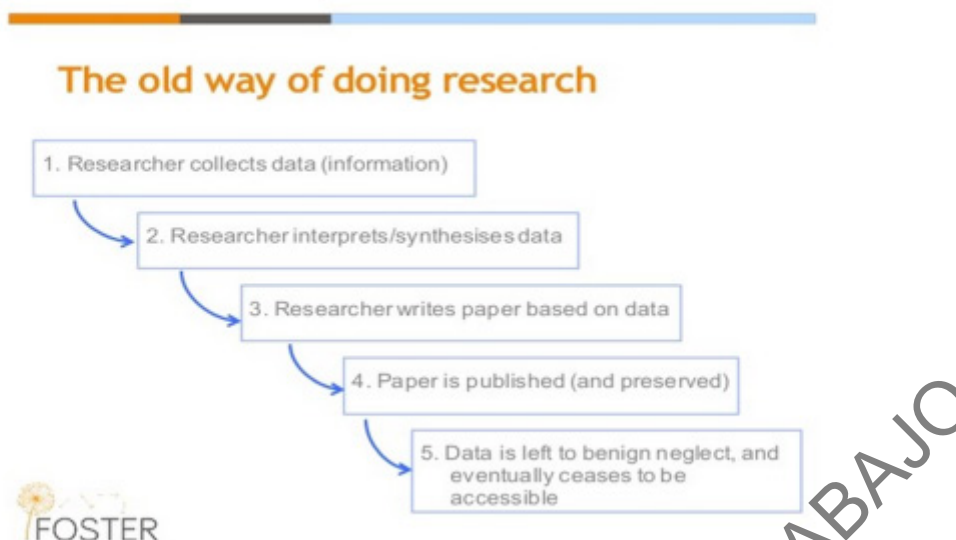 The old way of doing research
1. Researcher collects data (information)
2. Researcher interprets/synthesises data
3. Researcher writes paper based on data
4. Paper is published (and preserved)
5. Data is left to benign neglect, and
eventually ceases to be
accessible
FOSTER
ABAJO